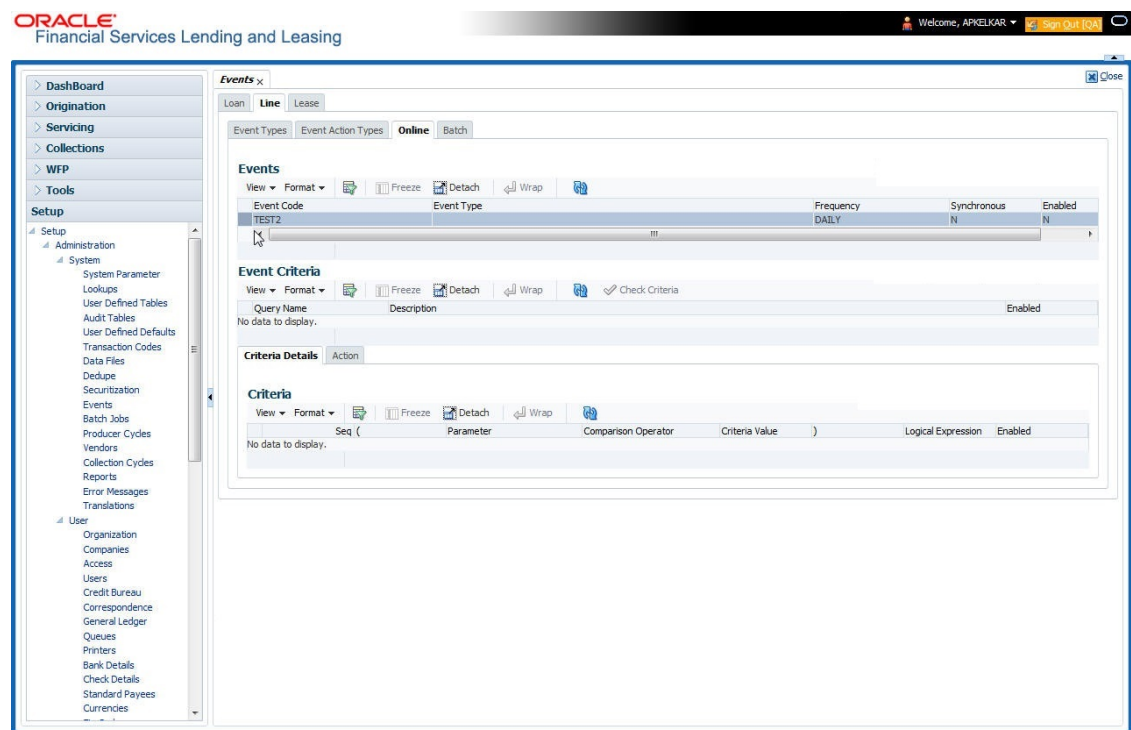 ORACLE
Financial Services Lending and Leasing
Welcome, APKELKAR
Sign Out [QA]
DashBoard
Origination
Servicing
Collections
WFP
Tools
Setup
Setup
Administration
System
System Parameter
Lookups
User Defined Tables
Audit Tables
User Defined Defaults
Transaction Codes
Data Files
Dedupe
Securitization
Events
Batch Jobs
Producer Cycles
Vendors
Collection Cycles
Reports
Error Messages
Translations
User
Organization
Companies
Access
Users
Credit Bureau
Correspondence
General Ledger
Queues
Printers
Bank Details
Check Details
Standard Payees
Currencies
Events
Close
Loan Line Lease
Event Types Event Action Types Online Batch
Events
View Format Freeze Detach Wrap
Event Code Event Type Frequency Synchronous Enabled
TEST2 DAILY N N
Event Criteria
View Format Freeze Detach Wrap Check Criteria
Query Name Description Enabled
No data to display.
Criteria Details Action
Criteria
View Format Freeze Detach Wrap
Seq ( Parameter Comparison Operator Criteria Value ) Logical Expression Enabled
No data to display.